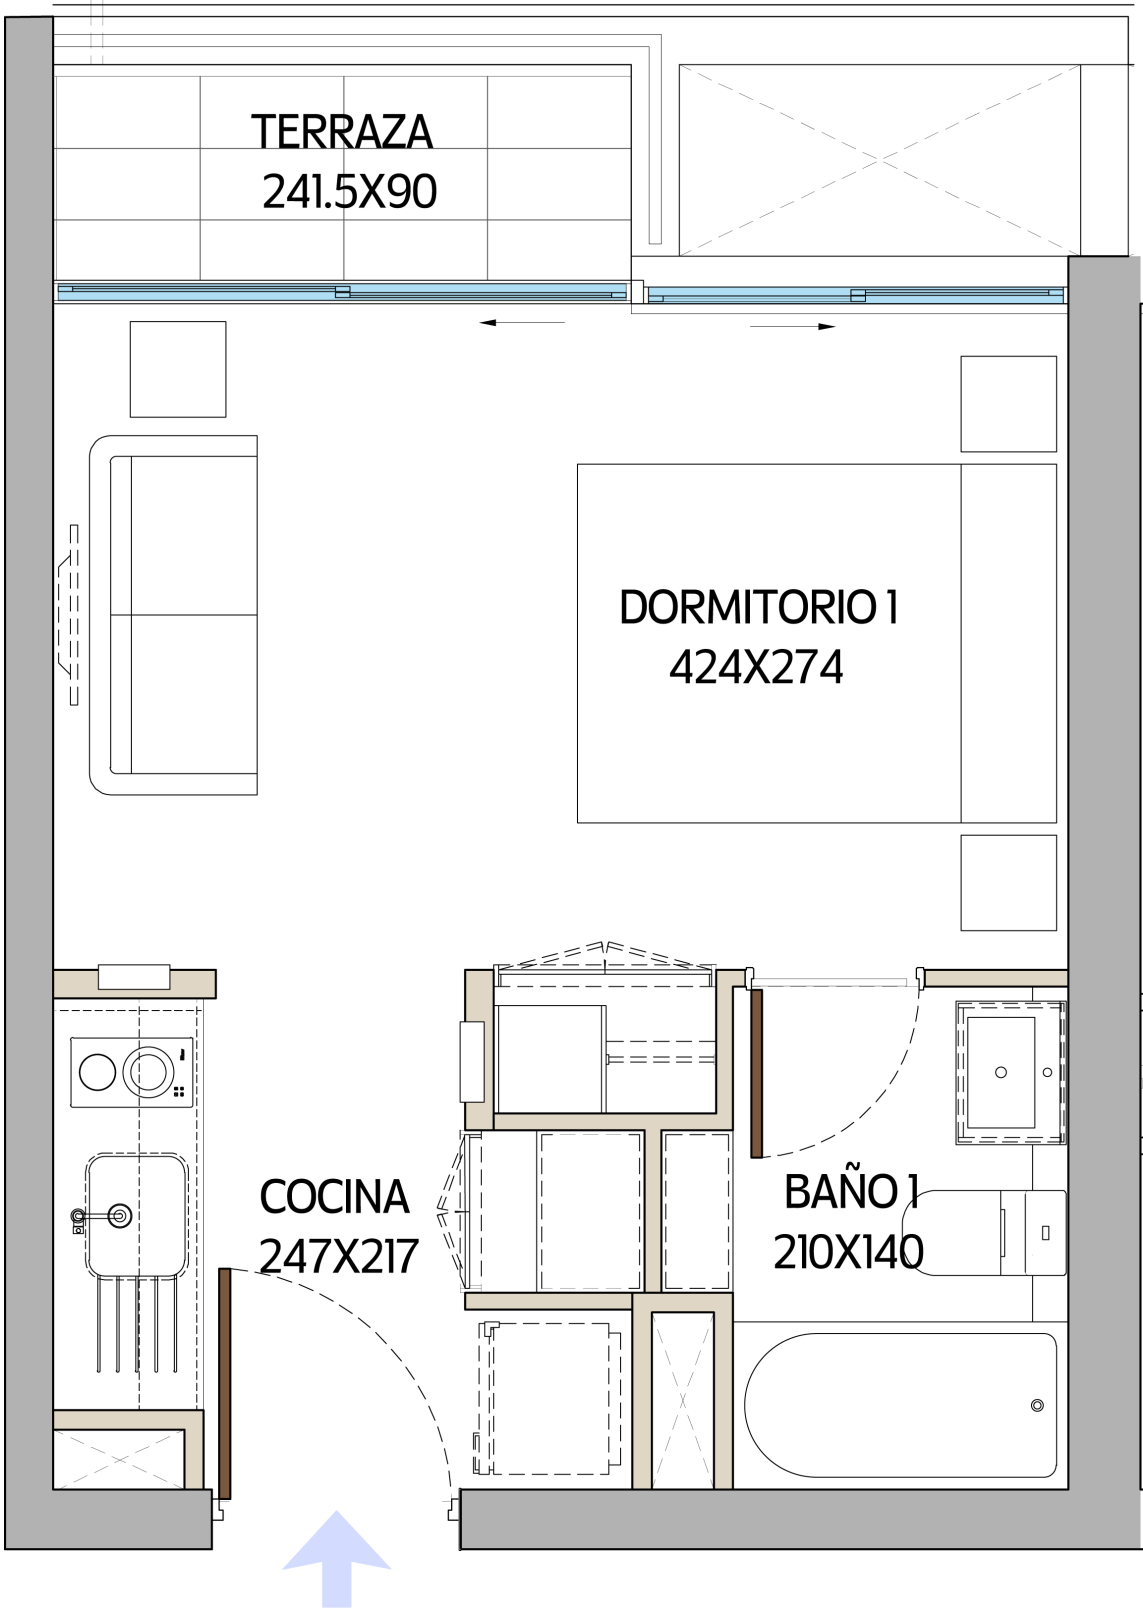 TERRAZA
241.5X90
DORMITORIO 1
424X274
COCINA
247X217
BAÑO 1
210X140